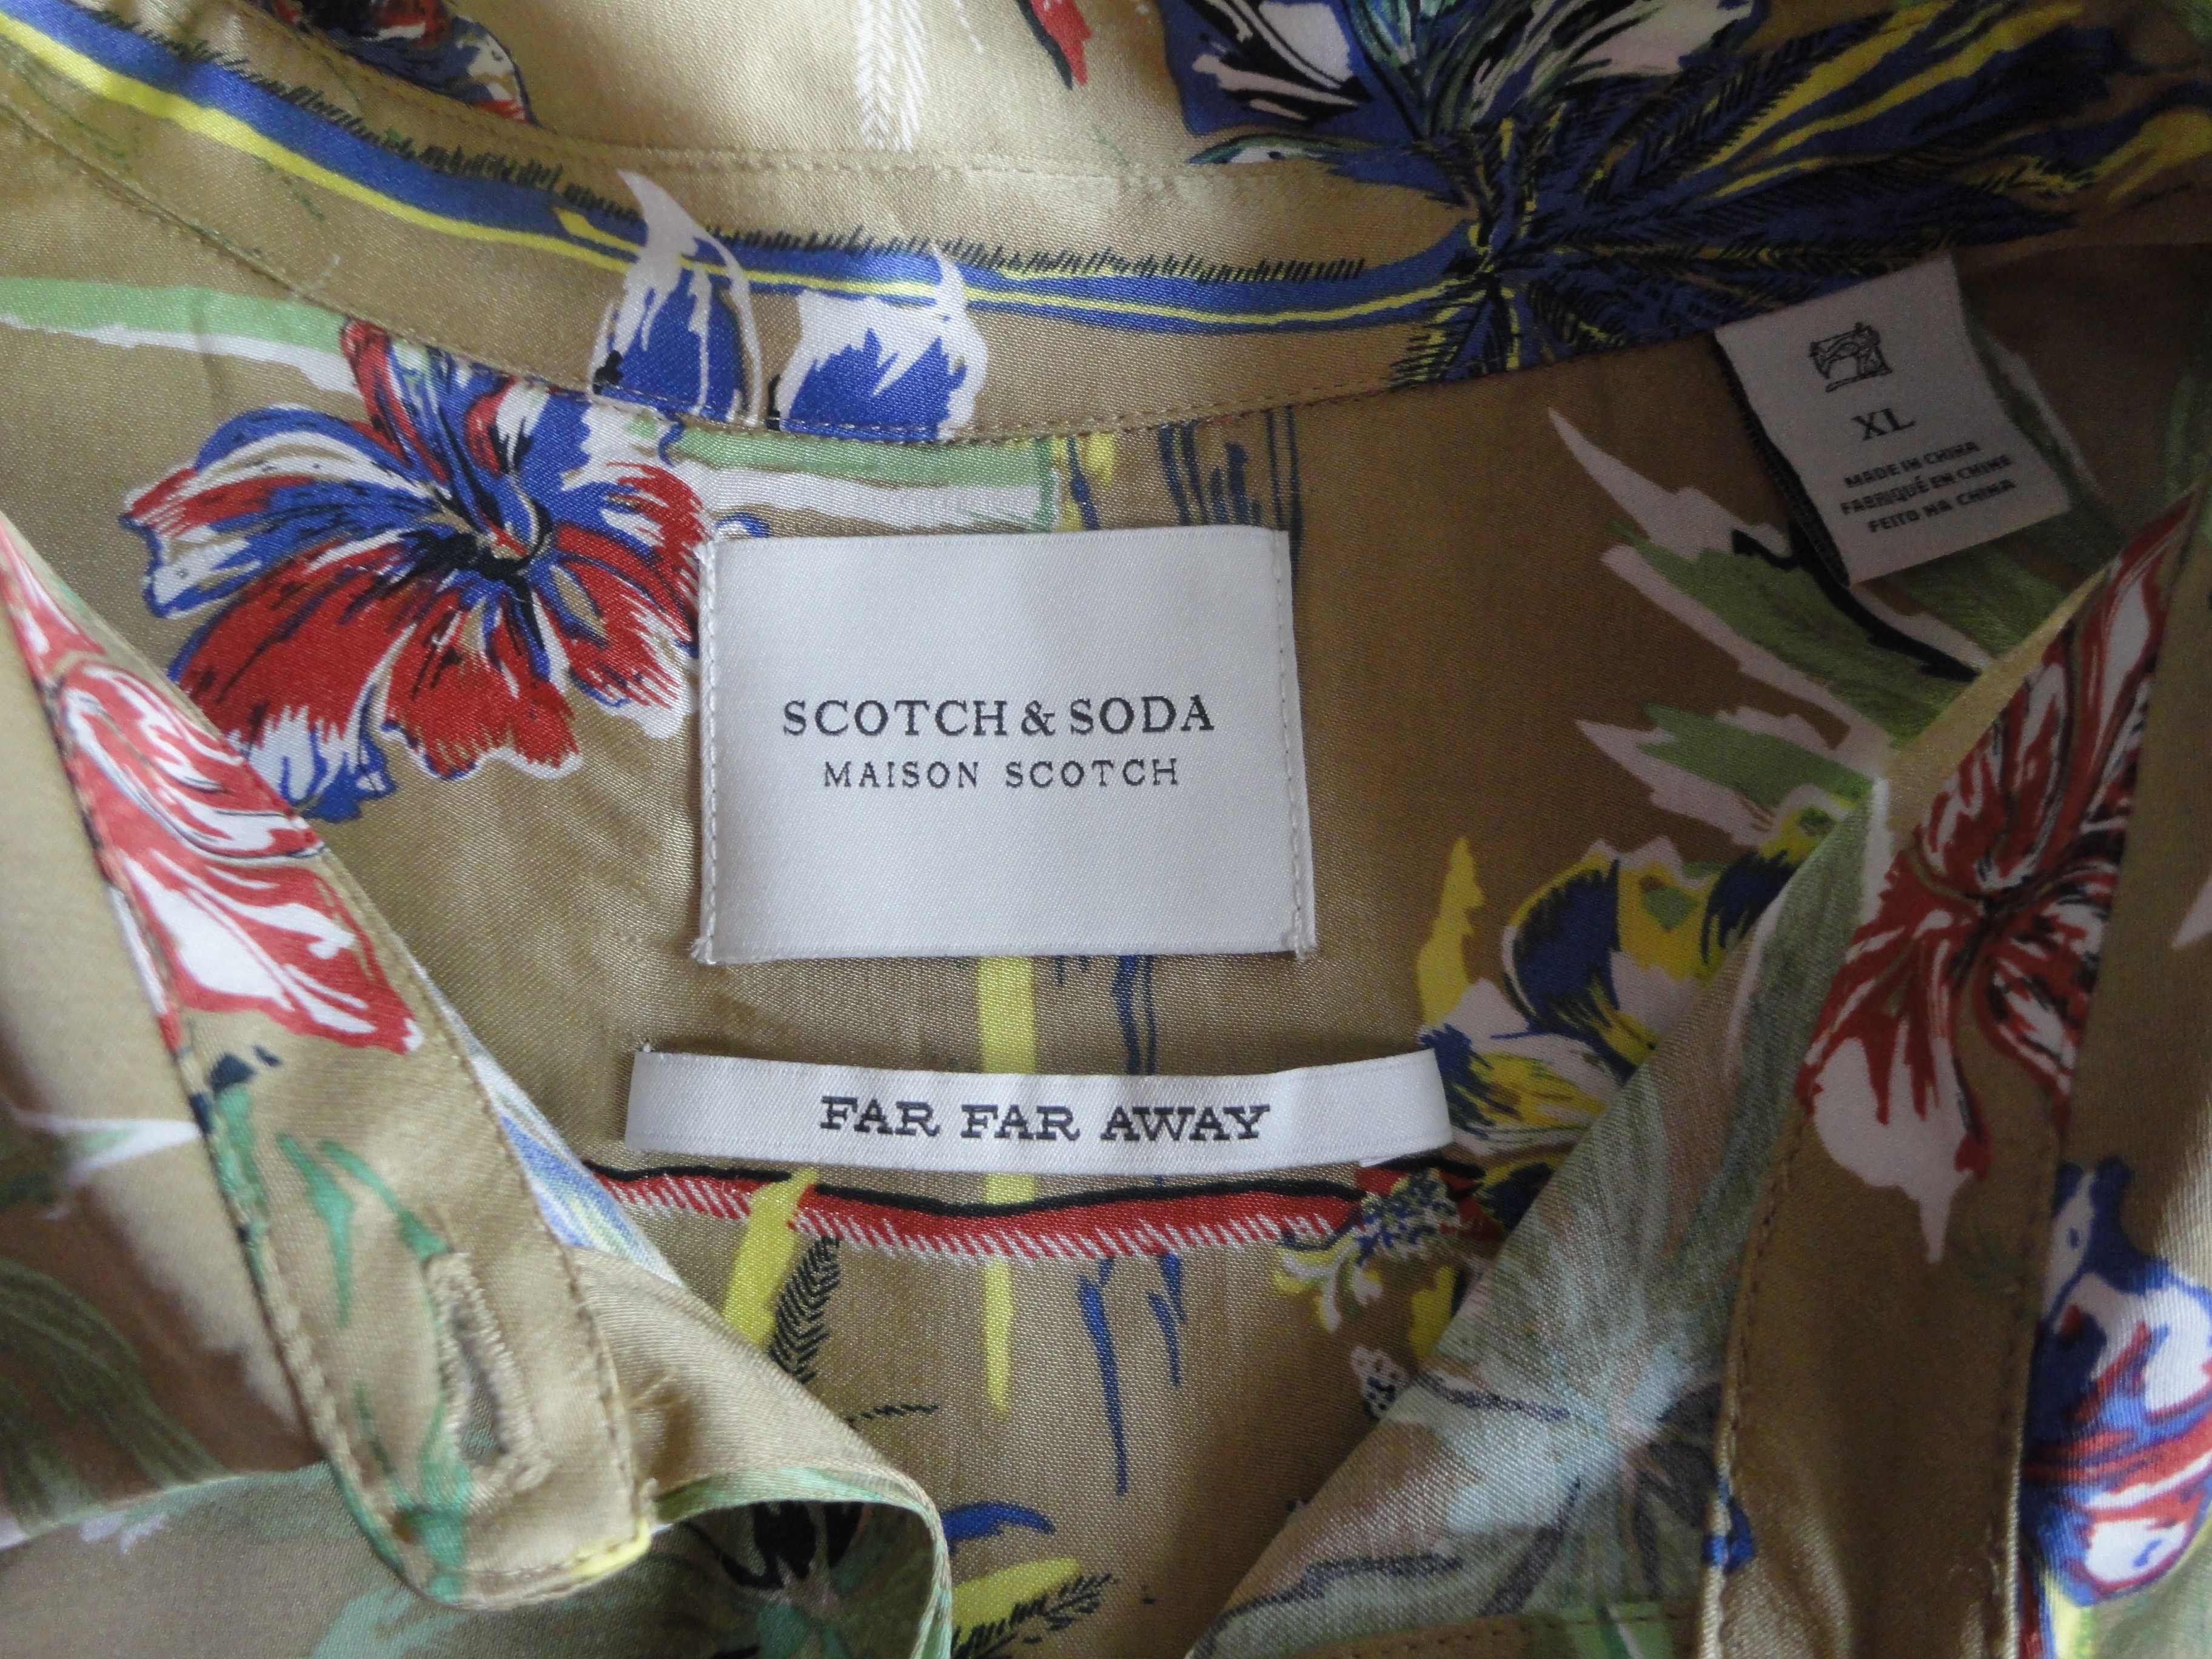 XL
MADE IN CHINA
FABRIQUÉ EN CHINE
FEITO NA CHINA
SCOTCH & SODA
MAISON SCOTCH
FAR FAR AWAY